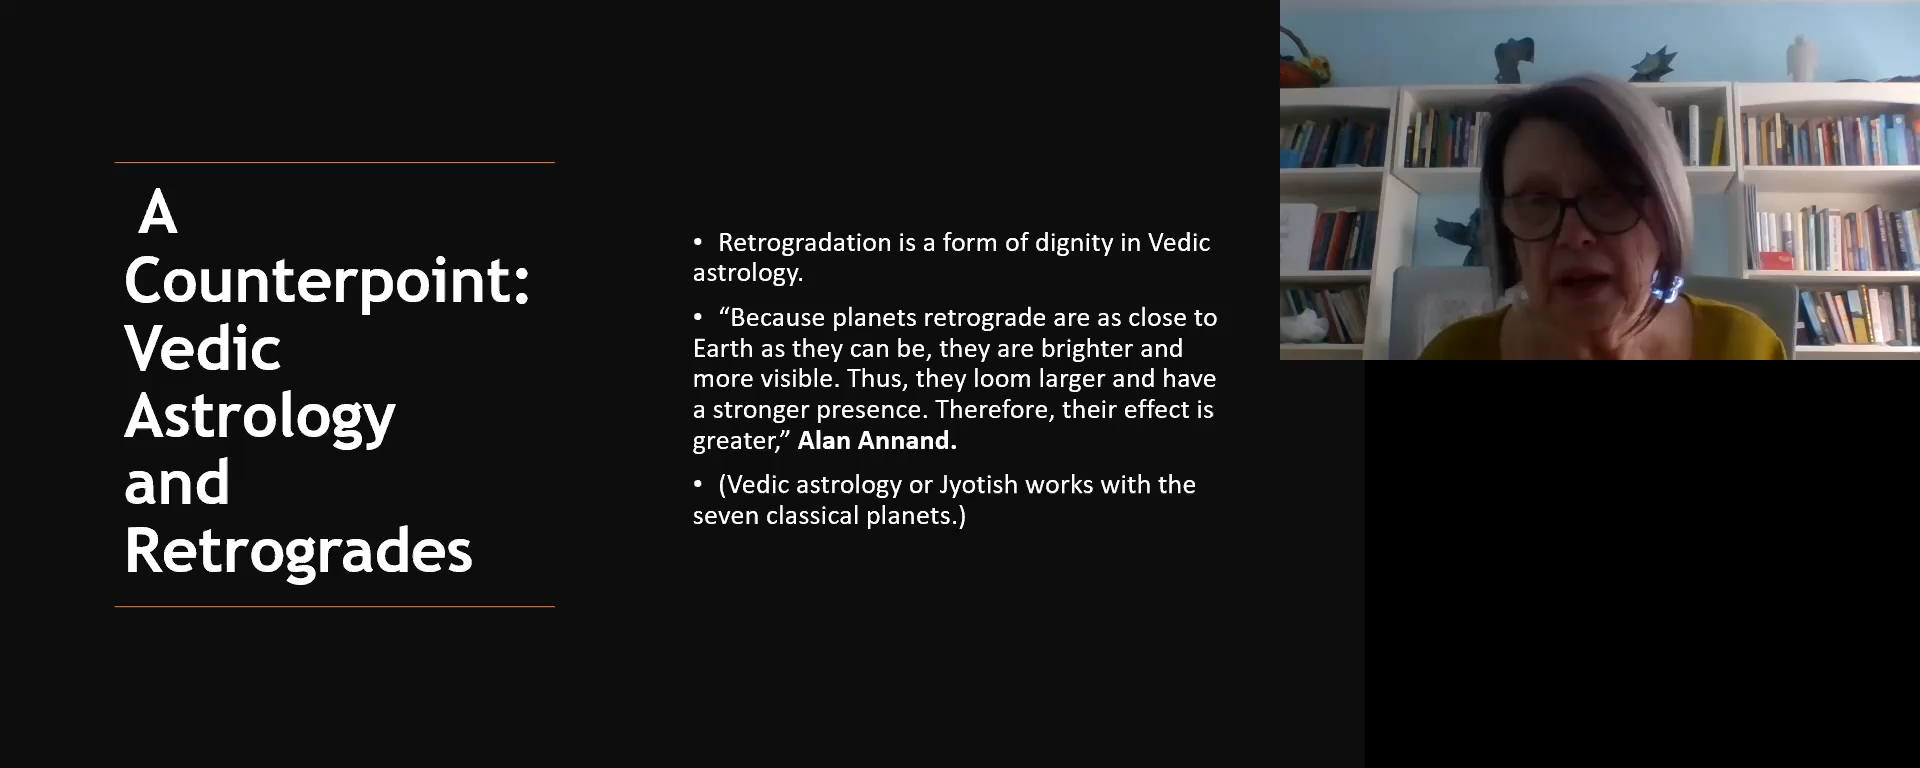 A
Counterpoint:
Vedic
Astrology
and
Retrogrades
• Retrogradation is a form of dignity in Vedic
astrology.
• “Because planets retrograde are as close to
Earth as they can be, they are brighter and
more visible. Thus, they loom larger and have
a stronger presence. Therefore, their effect is
greater,” Alan Annand.
• (Vedic astrology or Jyotish works with the
seven classical planets.)